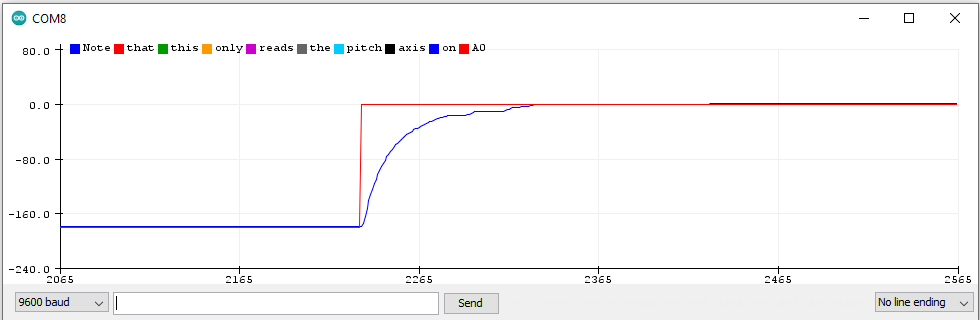 COM8
80.0 Note that this only reads the pitch axis on A0
0.0
-80.0
-160.0
-240.0
2065 2165 2265 2365 2465 2565
9600 baud Send No line ending